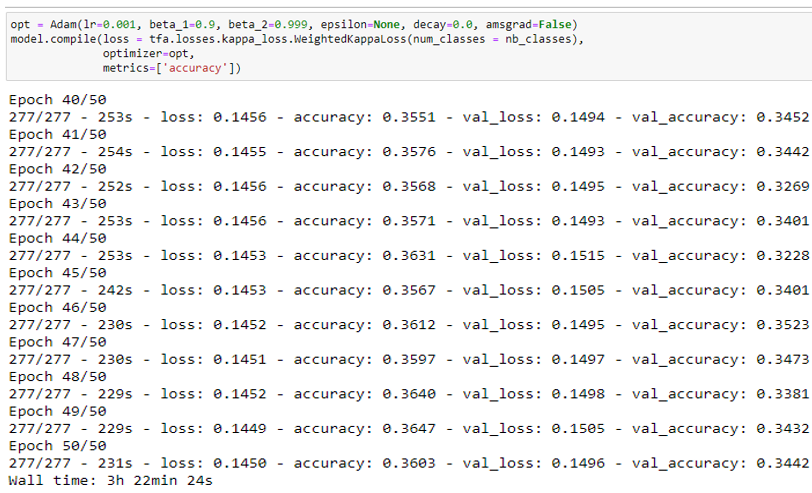 opt = Adam(lr=0.001, beta_1=0.9, beta_2=0.999, epsilon=None, decay=0.0, amsgrad=False)
model.compile(loss = tfa.losses.kappa_loss.WeightedKappaLoss(num_classes = nb_classes),
optimizer=opt,
metrics=['accuracy'])
Epoch 40/50
277/277 - 253s - loss: 0.1456 - accuracy: 0.3551 - val_loss: 0.1494 - val_accuracy: 0.3452
Epoch 41/50
277/277 - 254s - loss: 0.1455 - accuracy: 0.3576 - val_loss: 0.1493 - val_accuracy: 0.3442
Epoch 42/50
277/277 - 252s - loss: 0.1456 - accuracy: 0.3568 - val_loss: 0.1495 - val_accuracy: 0.3269
Epoch 43/50
277/277 - 253s - loss: 0.1456 - accuracy: 0.3571 - val_loss: 0.1493 - val_accuracy: 0.3401
Epoch 44/50
277/277 - 253s - loss: 0.1453 - accuracy: 0.3631 - val_loss: 0.1515 - val_accuracy: 0.3228
Epoch 45/50
277/277 - 242s - loss: 0.1453 - accuracy: 0.3567 - val_loss: 0.1505 - val_accuracy: 0.3401
Epoch 46/50
277/277 - 230s - loss: 0.1452 - accuracy: 0.3612 - val_loss: 0.1495 - val_accuracy: 0.3523
Epoch 47/50
277/277 - 230s - loss: 0.1451 - accuracy: 0.3597 - val_loss: 0.1497 - val_accuracy: 0.3473
Epoch 48/50
277/277 - 229s - loss: 0.1452 - accuracy: 0.3640 - val_loss: 0.1498 - val_accuracy: 0.3381
Epoch 49/50
277/277 - 229s - loss: 0.1449 - accuracy: 0.3647 - val_loss: 0.1505 - val_accuracy: 0.3432
Epoch 50/50
277/277 - 231s - loss: 0.1450 - accuracy: 0.3603 - val_loss: 0.1496 - val_accuracy: 0.3442
Wall time: 3h 22min 24s